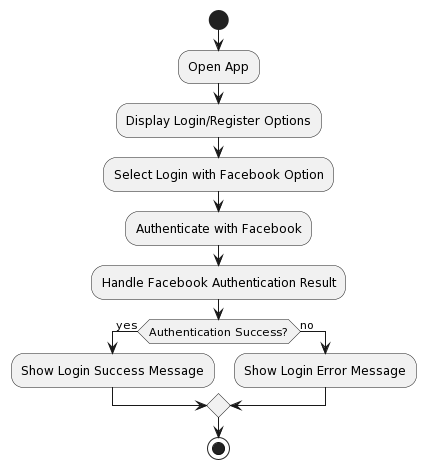 Open App
Display Login/Register Options
Select Login with Facebook Option
Authenticate with Facebook
Handle Facebook Authentication Result
yes
Authentication Success?
no
Show Login Success Message
Show Login Error Message